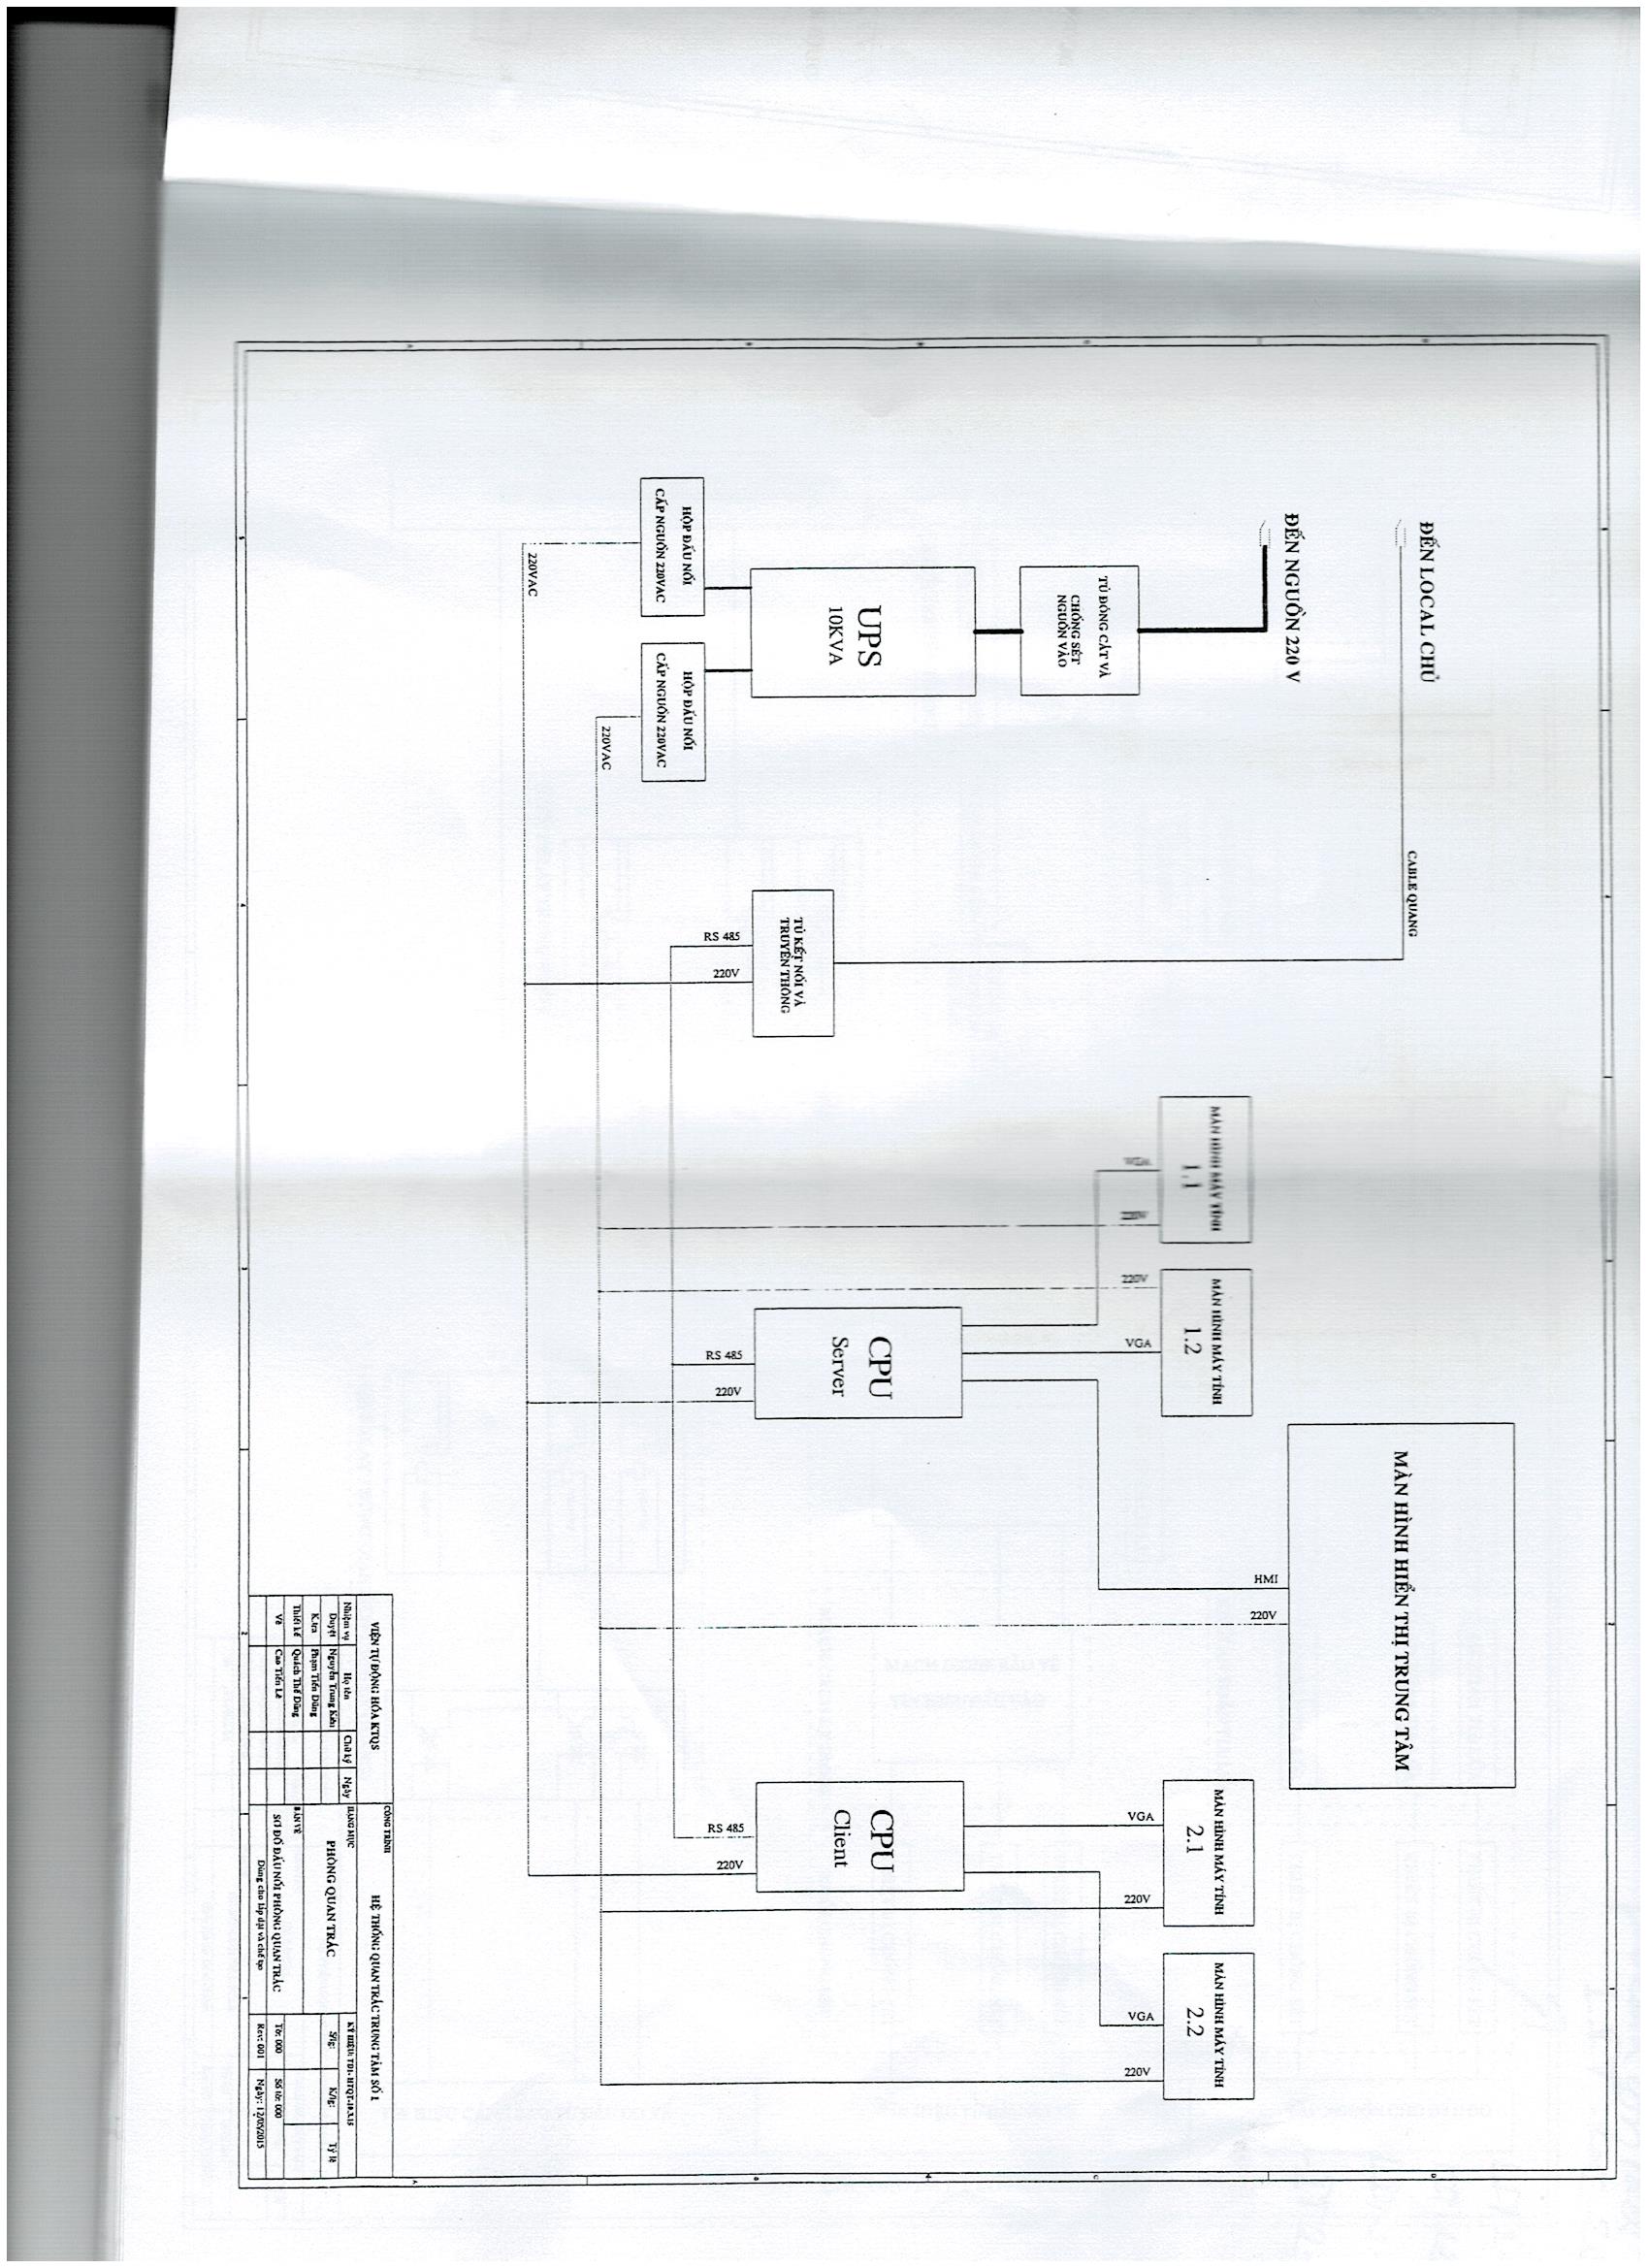 ĐẾN LOCAL CHỦ
CABLE QUANG
MÀN HÌNH HIỂN THỊ TRUNG TÂM
ĐẾN NGUỒN 220 V
HMI
220V
MÀN HÌNH MÁY TÍNH
1.1
MÀN HÌNH MÁY TÍNH
1.2
MÀN HÌNH MÁY TÍNH
2.1
MÀN HÌNH MÁY TÍNH
2.2
VGA
220V
220V
VGA
VGA
220V
VGA
220V
TỦ ĐÓNG CẮT VÀ
CHỐNG SÉT
NGUỒN VÀO
UPS
10KVA
CPU
Server
CPU
Client
TỦ KẾT NỐI VÀ
TRUYỀN THÔNG
RS 485
220V
RS 485
220V
RS 485
220V
HỘP ĐẤU NỐI
CẤP NGUỒN 220VAC
HỘP ĐẤU NỐI
CẤP NGUỒN 220VAC
220VAC
220VAC
VIỆN TỰ ĐỘNG HÓA KTQS
CÔNG TRÌNH
HỆ THỐNG QUAN TRẮC TRUNG TÂM SỐ 1
Nhiệm vụ Họ tên Chữ ký Ngày
HẠNG MỤC
PHÒNG QUAN TRẮC
KÝ HIỆU: TD1- HTQT-10.3.15
Duyệt Nguyễn Trung Kiên
S/lg: K/lg: Tỷ lệ
K.tra Phạm Tiến Dũng
Thiết kế Quách Thế Dũng
BẢN VẼ
SƠ ĐỒ ĐẤU NỐI PHÒNG QUAN TRẮC
Vẽ Cao Tiến Lê
Tờ: 000 Số tờ: 000
Dùng cho lắp đặt và chế tạo
Rev: 001 Ngày: 12/05/2015